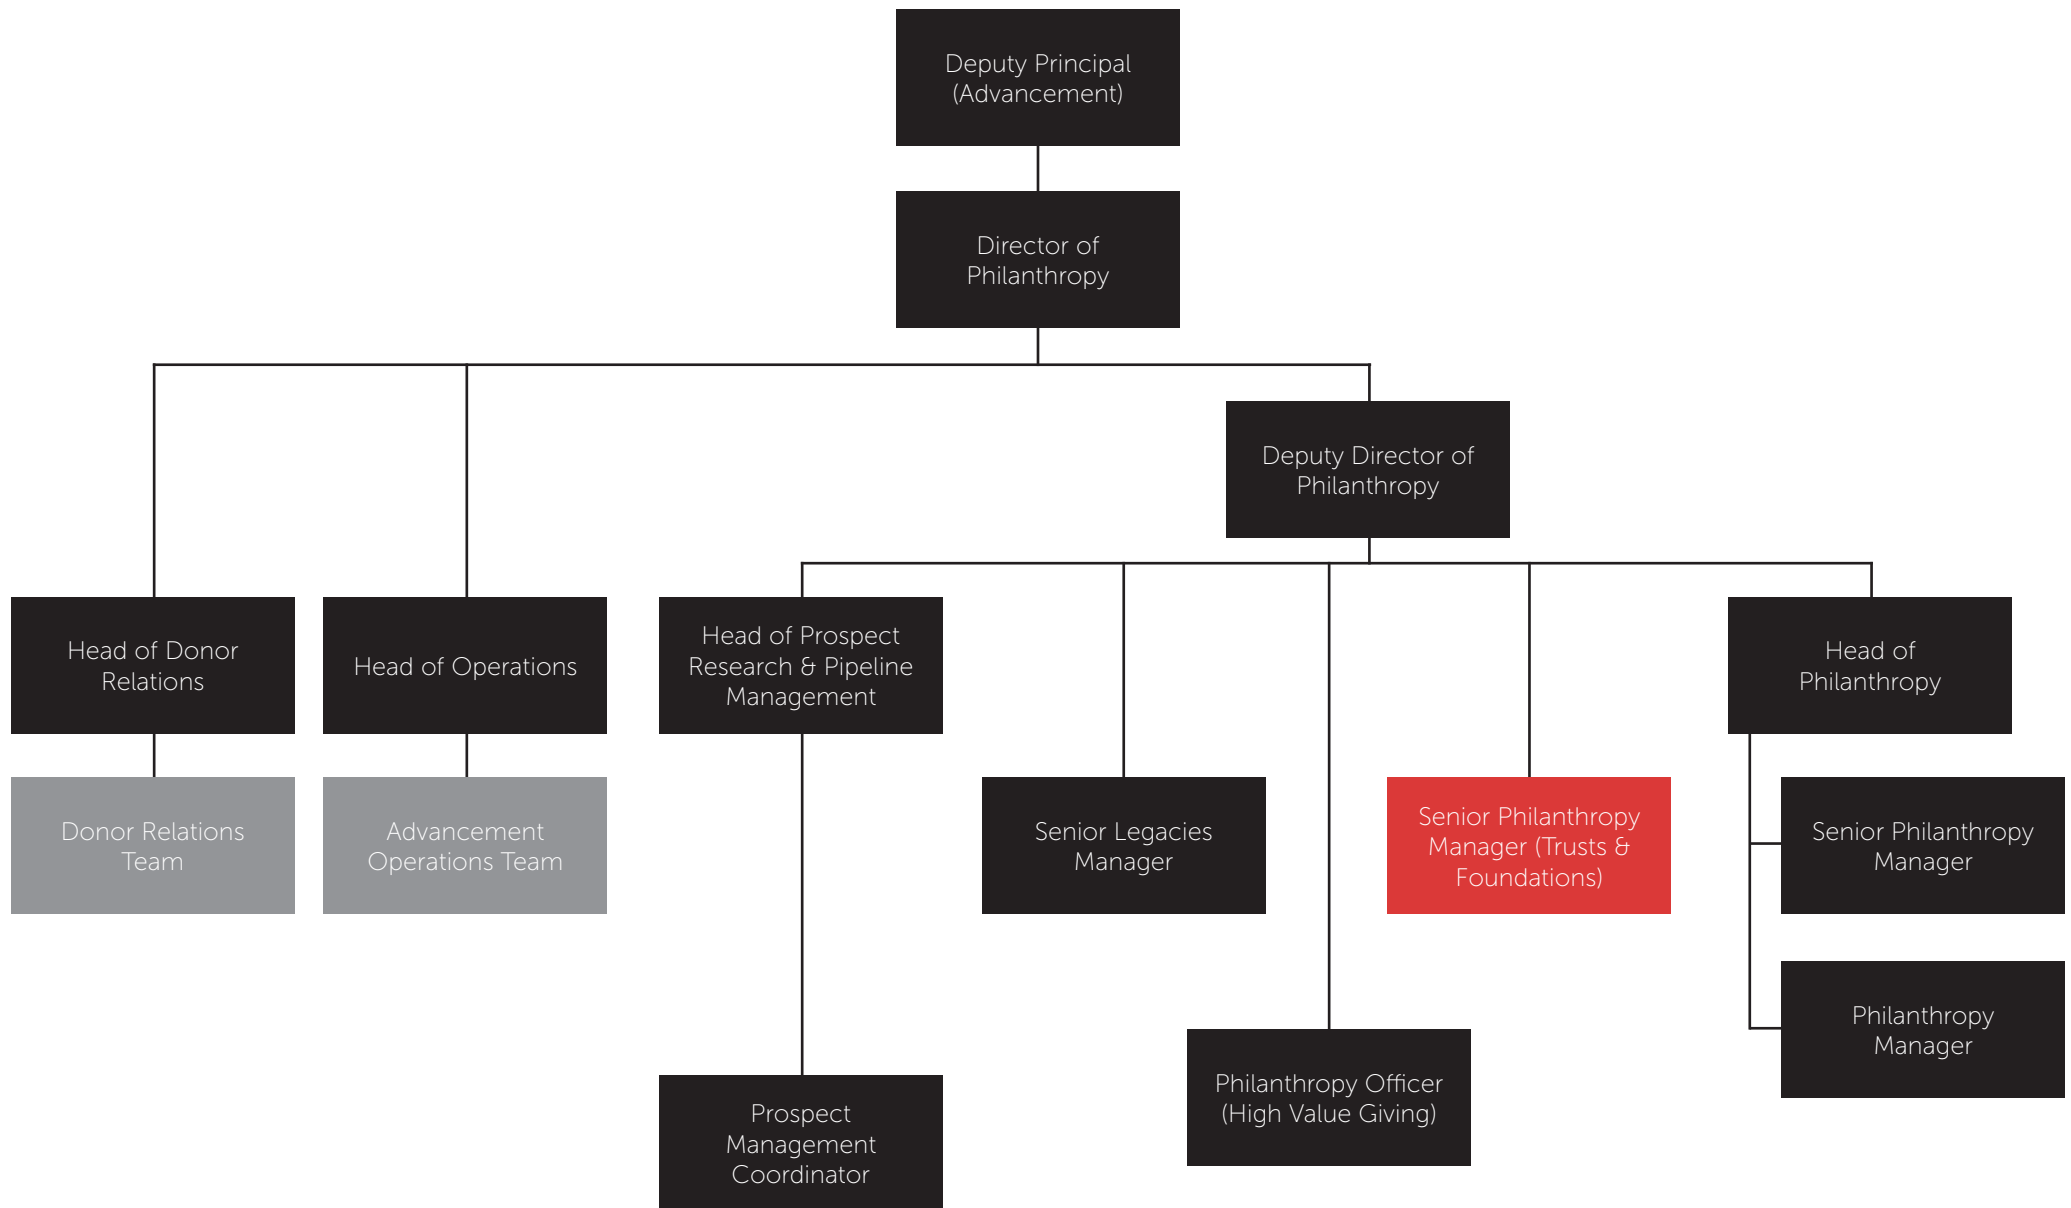 Deputy Principal
(Advancement)
Director of
Philanthropy
Deputy Director of
Philanthropy
Head of Donor
Relations
Head of Operations
Head of Prospect
Research & Pipeline
Management
Head of
Philanthropy
Donor Relations
Team
Advancement
Operations Team
Senior Legacies
Manager
Senior Philanthropy
Manager (Trusts &
Foundations)
Senior Philanthropy
Manager
Philanthropy
Manager
Philanthropy Officer
(High Value Giving)
Prospect
Management
Coordinator